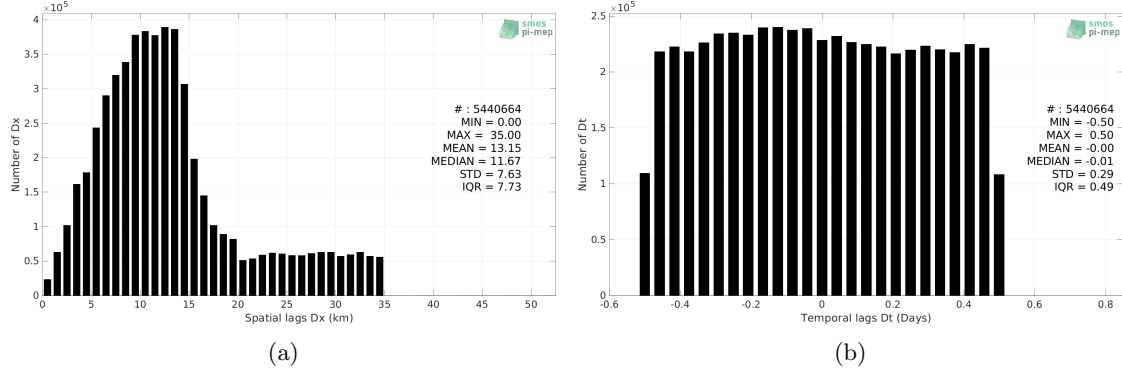 ×10⁵
4
3.5
3
2.5
2
1.5
1
0.5
0
Number of Dx
smos
pi-mep
# : 5440664
MIN = 0.00
MAX = 35.00
MEAN = 13.15
MEDIAN = 11.67
STD = 7.63
IQR = 7.73
0 5 10 15 20 25 30 35 40 45 50
Spatial lags Dx (km)
(a)
×10⁵
2.5
2
1.5
1
0.5
0
Number of Dt
smos
pi-mep
# : 5440664
MIN = -0.50
MAX = 0.50
MEAN = -0.00
MEDIAN = -0.01
STD = 0.29
IQR = 0.49
-0.6 -0.4 -0.2 0 0.2 0.4 0.6 0.8
Temporal lags Dt (Days)
(b)